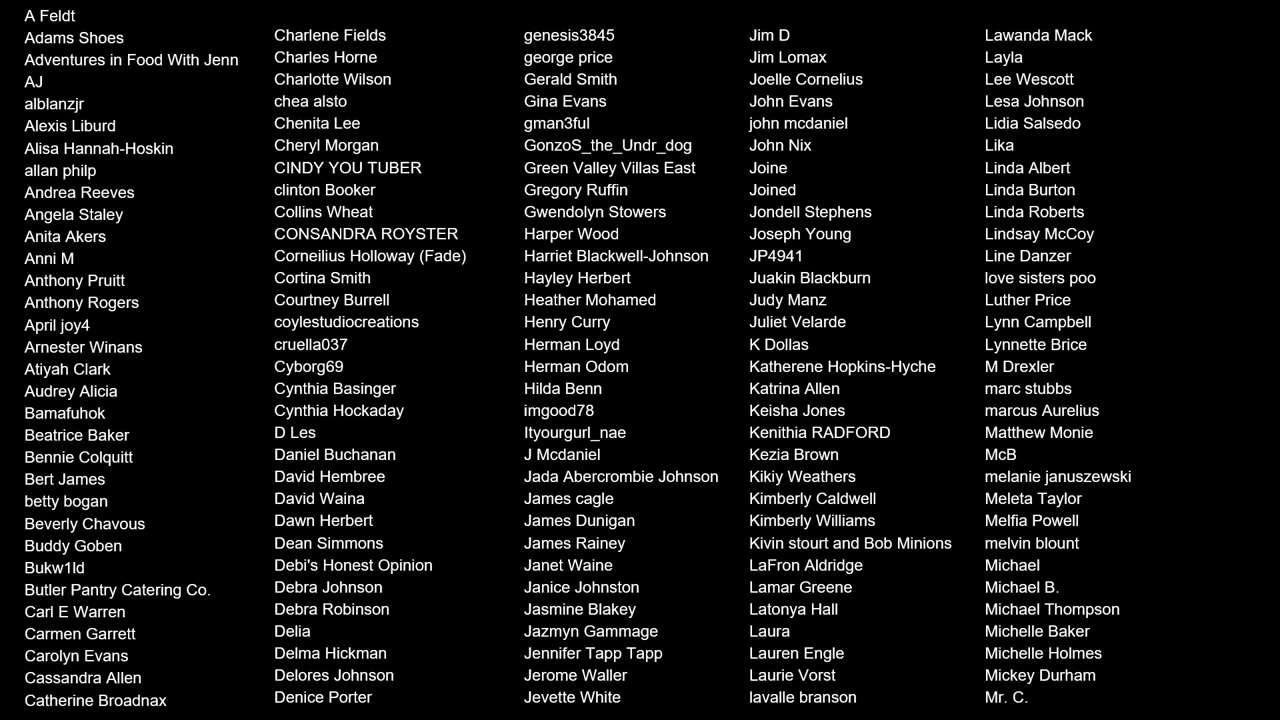 A Feldt
Adams Shoes
Adventures in Food With Jenn
AJ
alblanzjr
Alexis Liburd
Alisa Hannah-Hoskin
allan philp
Andrea Reeves
Angela Staley
Anita Akers
Anni M
Anthony Pruitt
Anthony Rogers
April joy4
Arnester Winans
Atiyah Clark
Audrey Alicia
Bamafuhok
Beatrice Baker
Bennie Colquitt
Bert James
betty bogan
Beverly Chavous
Buddy Goben
Bukw1ld
Butler Pantry Catering Co.
Carl E Warren
Carmen Garrett
Carolyn Evans
Cassandra Allen
Catherine Broadnax
Charlene Fields
Charles Horne
Charlotte Wilson
chea alsto
Chenita Lee
Cheryl Morgan
CINDY YOU TUBER
clinton Booker
Collins Wheat
CONSANDRA ROYSTER
Corneilius Holloway (Fade)
Cortina Smith
Courtney Burrell
coylestudiocreations
cruella037
Cyborg69
Cynthia Basinger
Cynthia Hockaday
D Les
Daniel Buchanan
David Hembree
David Waina
Dawn Herbert
Dean Simmons
Debi's Honest Opinion
Debra Johnson
Debra Robinson
Delia
Delma Hickman
Delores Johnson
Denice Porter
genesis3845
george price
Gerald Smith
Gina Evans
gman3ful
GonzoS_the_Undr_dog
Green Valley Villas East
Gregory Ruffin
Gwendolyn Stowers
Harper Wood
Harriet Blackwell-Johnson
Hayley Herbert
Heather Mohamed
Henry Curry
Herman Loyd
Herman Odom
Hilda Benn
imgood78
Ityourgurl_nae
J Mcdaniel
Jada Abercrombie Johnson
James cagle
James Dunigan
James Rainey
Janet Waine
Janice Johnston
Jasmine Blakey
Jazmyn Gammage
Jennifer Tapp Tapp
Jerome Waller
Jevette White
Jim D
Jim Lomax
Joelle Cornelius
John Evans
john mcdaniel
John Nix
Joine
Joined
Jondell Stephens
Joseph Young
JP4941
Juakin Blackburn
Judy Manz
Juliet Velarde
K Dollas
Katherene Hopkins-Hyche
Katrina Allen
Keisha Jones
Kenithia RADFORD
Kezia Brown
Kikiy Weathers
Kimberly Caldwell
Kimberly Williams
Kivin stourt and Bob Minions
LaFron Aldridge
Lamar Greene
Latonya Hall
Laura
Lauren Engle
Laurie Vorst
lavalle branson
Lawanda Mack
Layla
Lee Wescott
Lesa Johnson
Lidia Salsedo
Lika
Linda Albert
Linda Burton
Linda Roberts
Lindsay McCoy
Line Danzer
love sisters poo
Luther Price
Lynn Campbell
Lynnette Brice
M Drexler
marc stubbs
marcus Aurelius
Matthew Monie
McB
melanie januszewski
Meleta Taylor
Melfia Powell
melvin blount
Michael
Michael B.
Michael Thompson
Michelle Baker
Michelle Holmes
Mickey Durham
Mr. C.